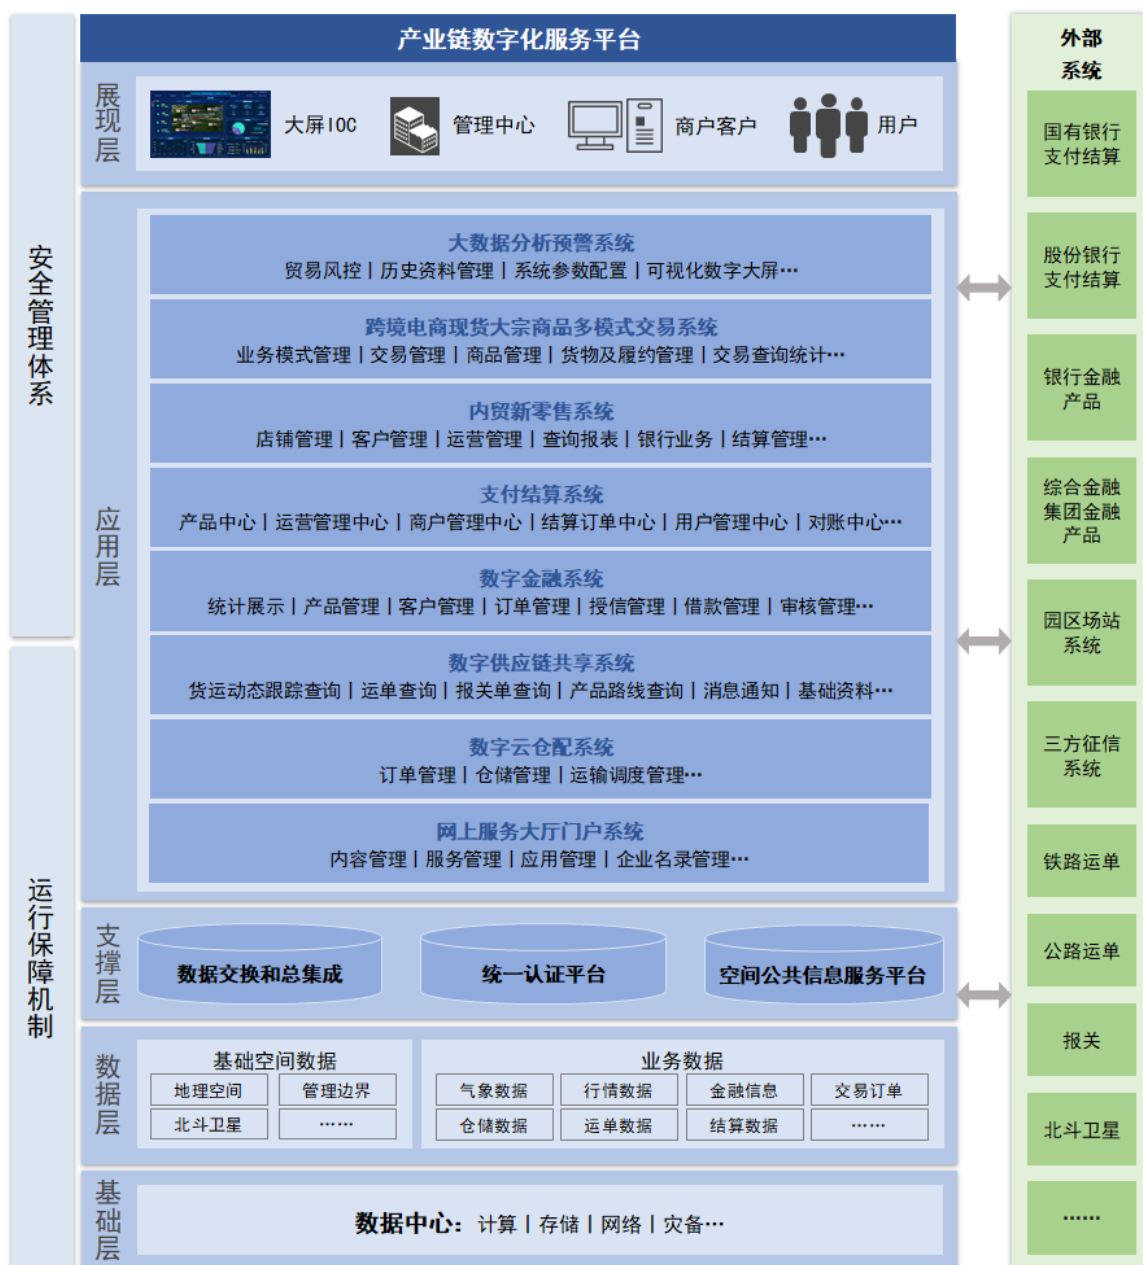 产业链数字化服务平台
安全管理体系
运行保障机制
展现层
大屏IOC
管理中心
商户客户
用户
应用层
大数据分析预警系统
贸易风控|历史资料管理|系统参数配置|可视化数字大屏…
跨境电商现货大宗商品多模式交易系统
业务模式管理|交易管理|商品管理|货物及履约管理|交易查询统计…
内贸新零售系统
店铺管理|客户管理|运营管理|查询报表|银行业务|结算管理…
支付结算系统
产品中心|运营管理中心|商户管理中心|结算订单中心|用户管理中心|对账中心…
数字金融系统
统计展示|产品管理|客户管理|订单管理|授信管理|借款管理|审核管理…
数字供应链共享系统
货运动态跟踪查询|运单查询|报关单查询|产品路线查询|消息通知|基础资料…
数字云仓配系统
订单管理|仓储管理|运输调度管理…
网上服务大厅门户系统
内容管理|服务管理|应用管理|企业名录管理…
支撑层
数据交换和总集成
统一认证平台
空间公共信息服务平台
数据层
基础空间数据
地理空间
管理边界
北斗卫星
……
业务数据
气象数据
行情数据
金融信息
交易订单
仓储数据
运单数据
结算数据
……
基础层
数据中心：计算|存储|网络|灾备…
外部
系统
国有银行
支付结算
股份银行
支付结算
银行金融
产品
综合金融
集团金融
产品
园区场站
系统
三方征信
系统
铁路运单
公路运单
报关
北斗卫星
……